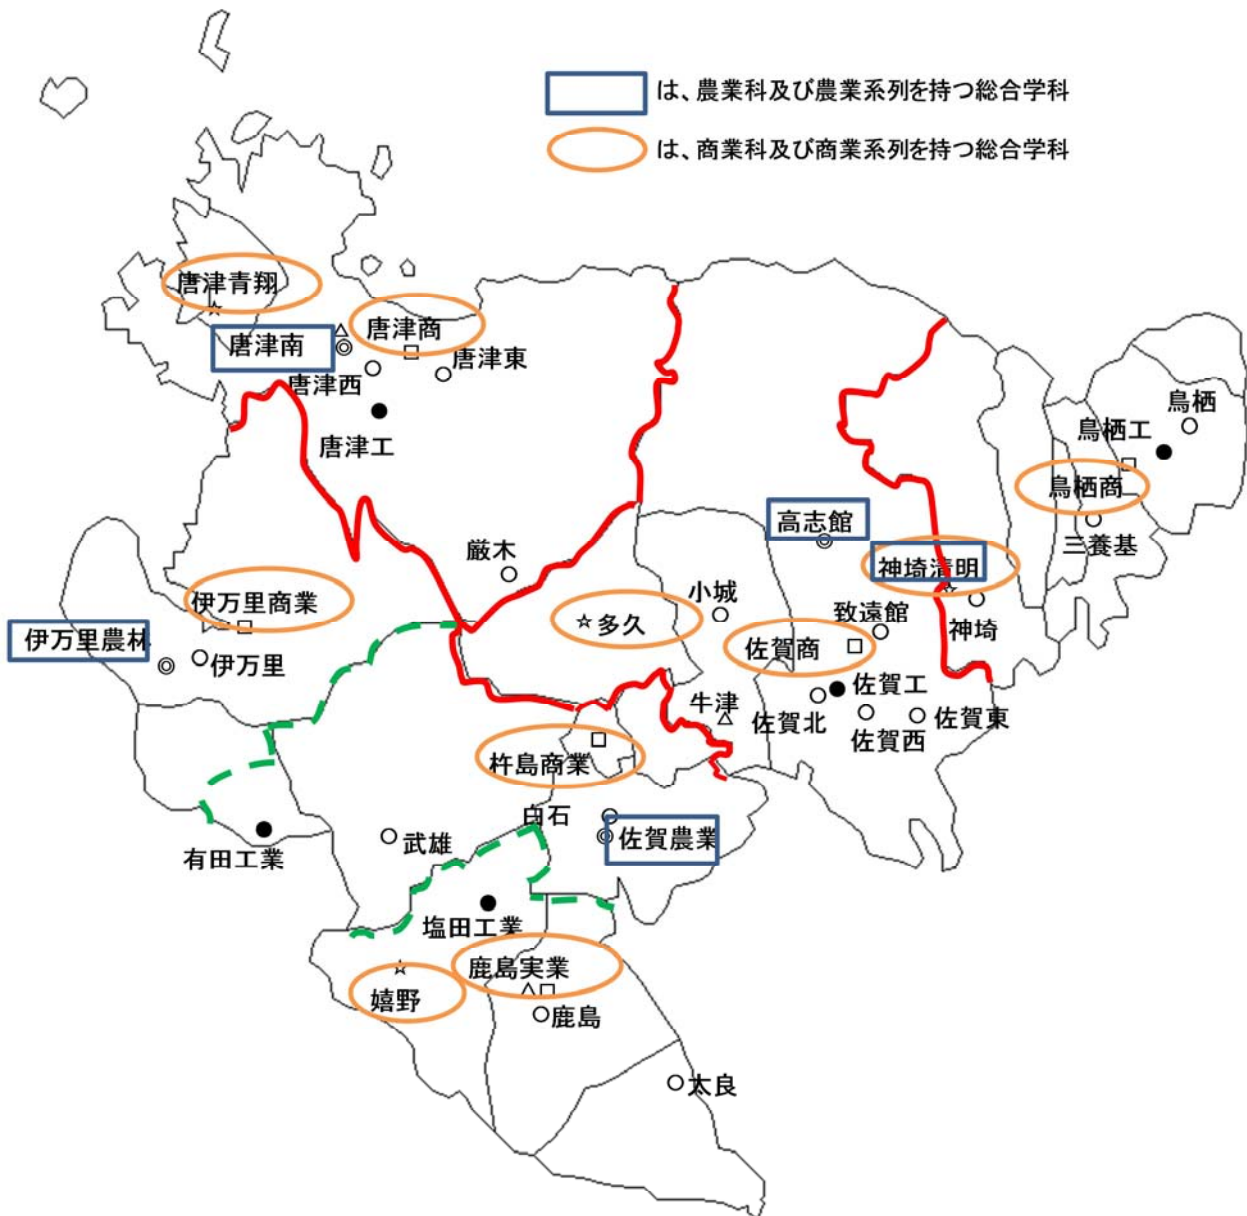 は、農業科及び農業系列を持つ総合学科
は、商業科及び商業系列を持つ総合学科
唐津青翔
唐津商
唐津南
唐津東
唐津西
唐津工
鳥栖
鳥栖工
鳥栖商
高志館
三養基
厳木
神埼清明
小城
伊万里商業
多久
致遠館
神埼
伊万里農林
佐賀商
伊万里
佐賀工
牛津
佐賀北
佐賀東
佐賀西
杵島商業
白石
佐賀農業
武雄
有田工業
塩田工業
鹿島実業
嬉野
鹿島
太良